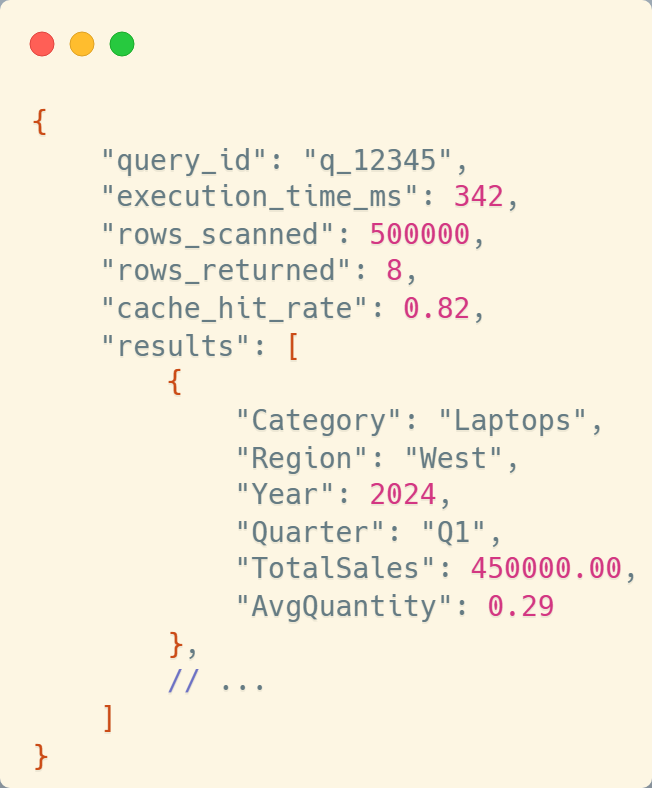 {
    "query_id": "q_12345",
    "execution_time_ms": 342,
    "rows_scanned": 500000,
    "rows_returned": 8,
    "cache_hit_rate": 0.82,
    "results": [
        {
            "Category": "Laptops",
            "Region": "West",
            "Year": 2024,
            "Quarter": "Q1",
            "TotalSales": 450000.00,
            "AvgQuantity": 0.29
        },
        // ...
    ]
}